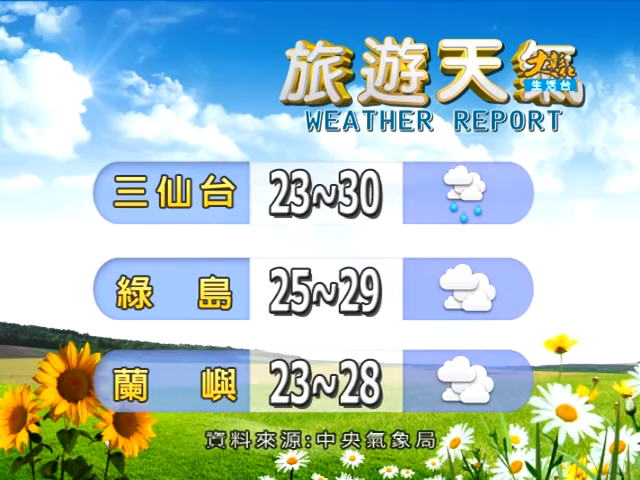 旅遊天氣
生活台
WEATHER REPORT
三仙台 23~30
綠島 25~29
蘭嶼 23~28
資料來源:中央氣象局